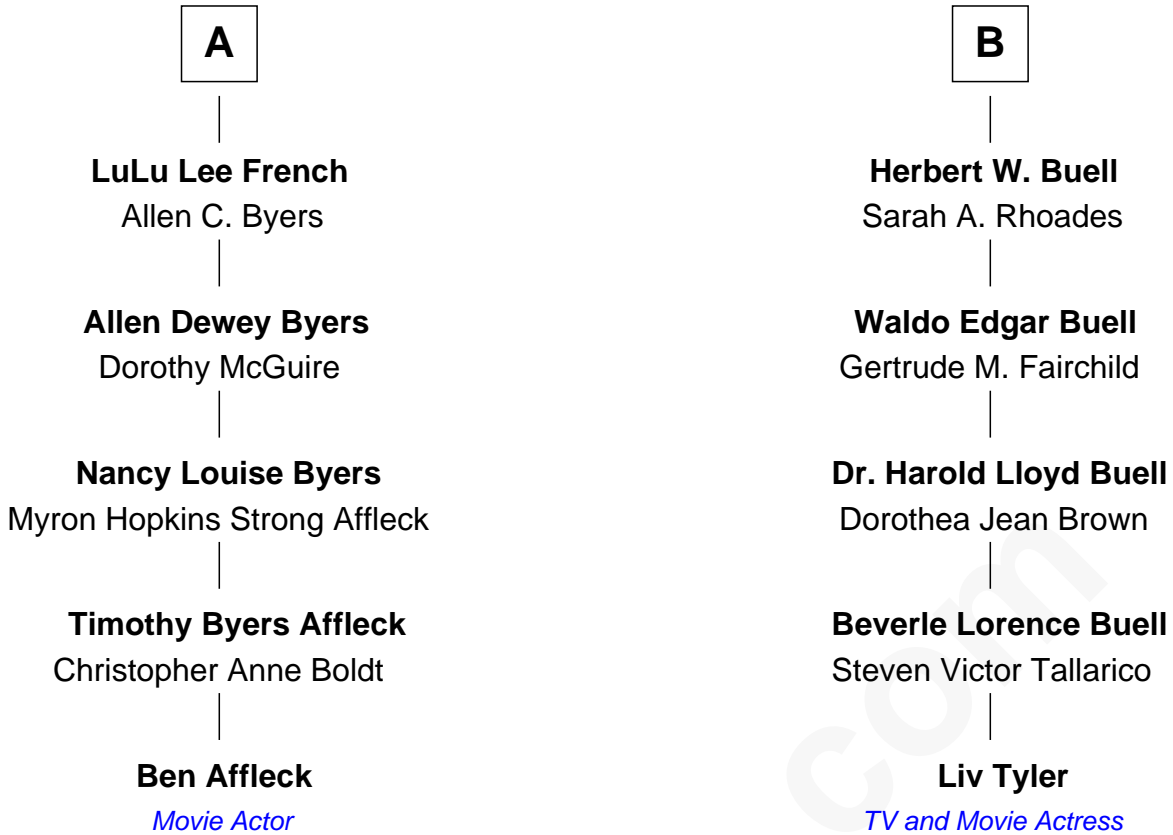 A
LuLu Lee French
Allen C. Byers
Allen Dewey Byers
Dorothy McGuire
Nancy Louise Byers
Myron Hopkins Strong Affleck
Timothy Byers Affleck
Christopher Anne Boldt
Ben Affleck
Movie Actor
B
Herbert W. Buell
Sarah A. Rhoades
Waldo Edgar Buell
Gertrude M. Fairchild
Dr. Harold Lloyd Buell
Dorothea Jean Brown
Beverle Lorence Buell
Steven Victor Tallarico
Liv Tyler
TV and Movie Actress
com